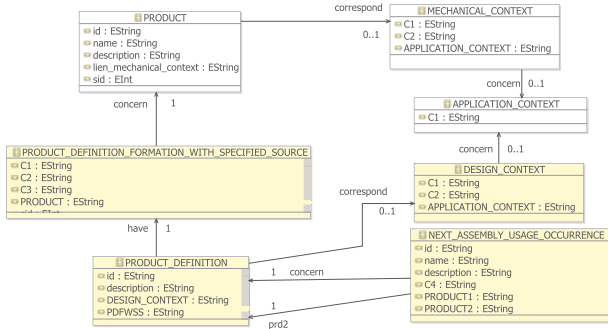 PRODUCT
id : EString
name : EString
description : EString
lien_mechanical_context : EString
sid : EInt
correspond
0..1
MECHANICAL_CONTEXT
C1 : EString
C2 : EString
APPLICATION_CONTEXT : EString
concern 0..1
APPLICATION_CONTEXT
C1 : EString
concern 1
concern 0..1
PRODUCT_DEFINITION_FORMATION_WITH_SPECIFIED_SOURCE
C1 : EString
C2 : EString
C3 : EString
PRODUCT : EString
sid : EInt
DESIGN_CONTEXT
C1 : EString
C2 : EString
APPLICATION_CONTEXT : EString
correspond
0..1
have 1
PRODUCT_DEFINITION
id : EString
description : EString
DESIGN_CONTEXT : EString
PDFWSS : EString
NEXT_ASSEMBLY_USAGE_OCCURRENCE
id : EString
name : EString
description : EString
C4 : EString
PRODUCT1 : EString
PRODUCT2 : EString
1 concern
1
prd2